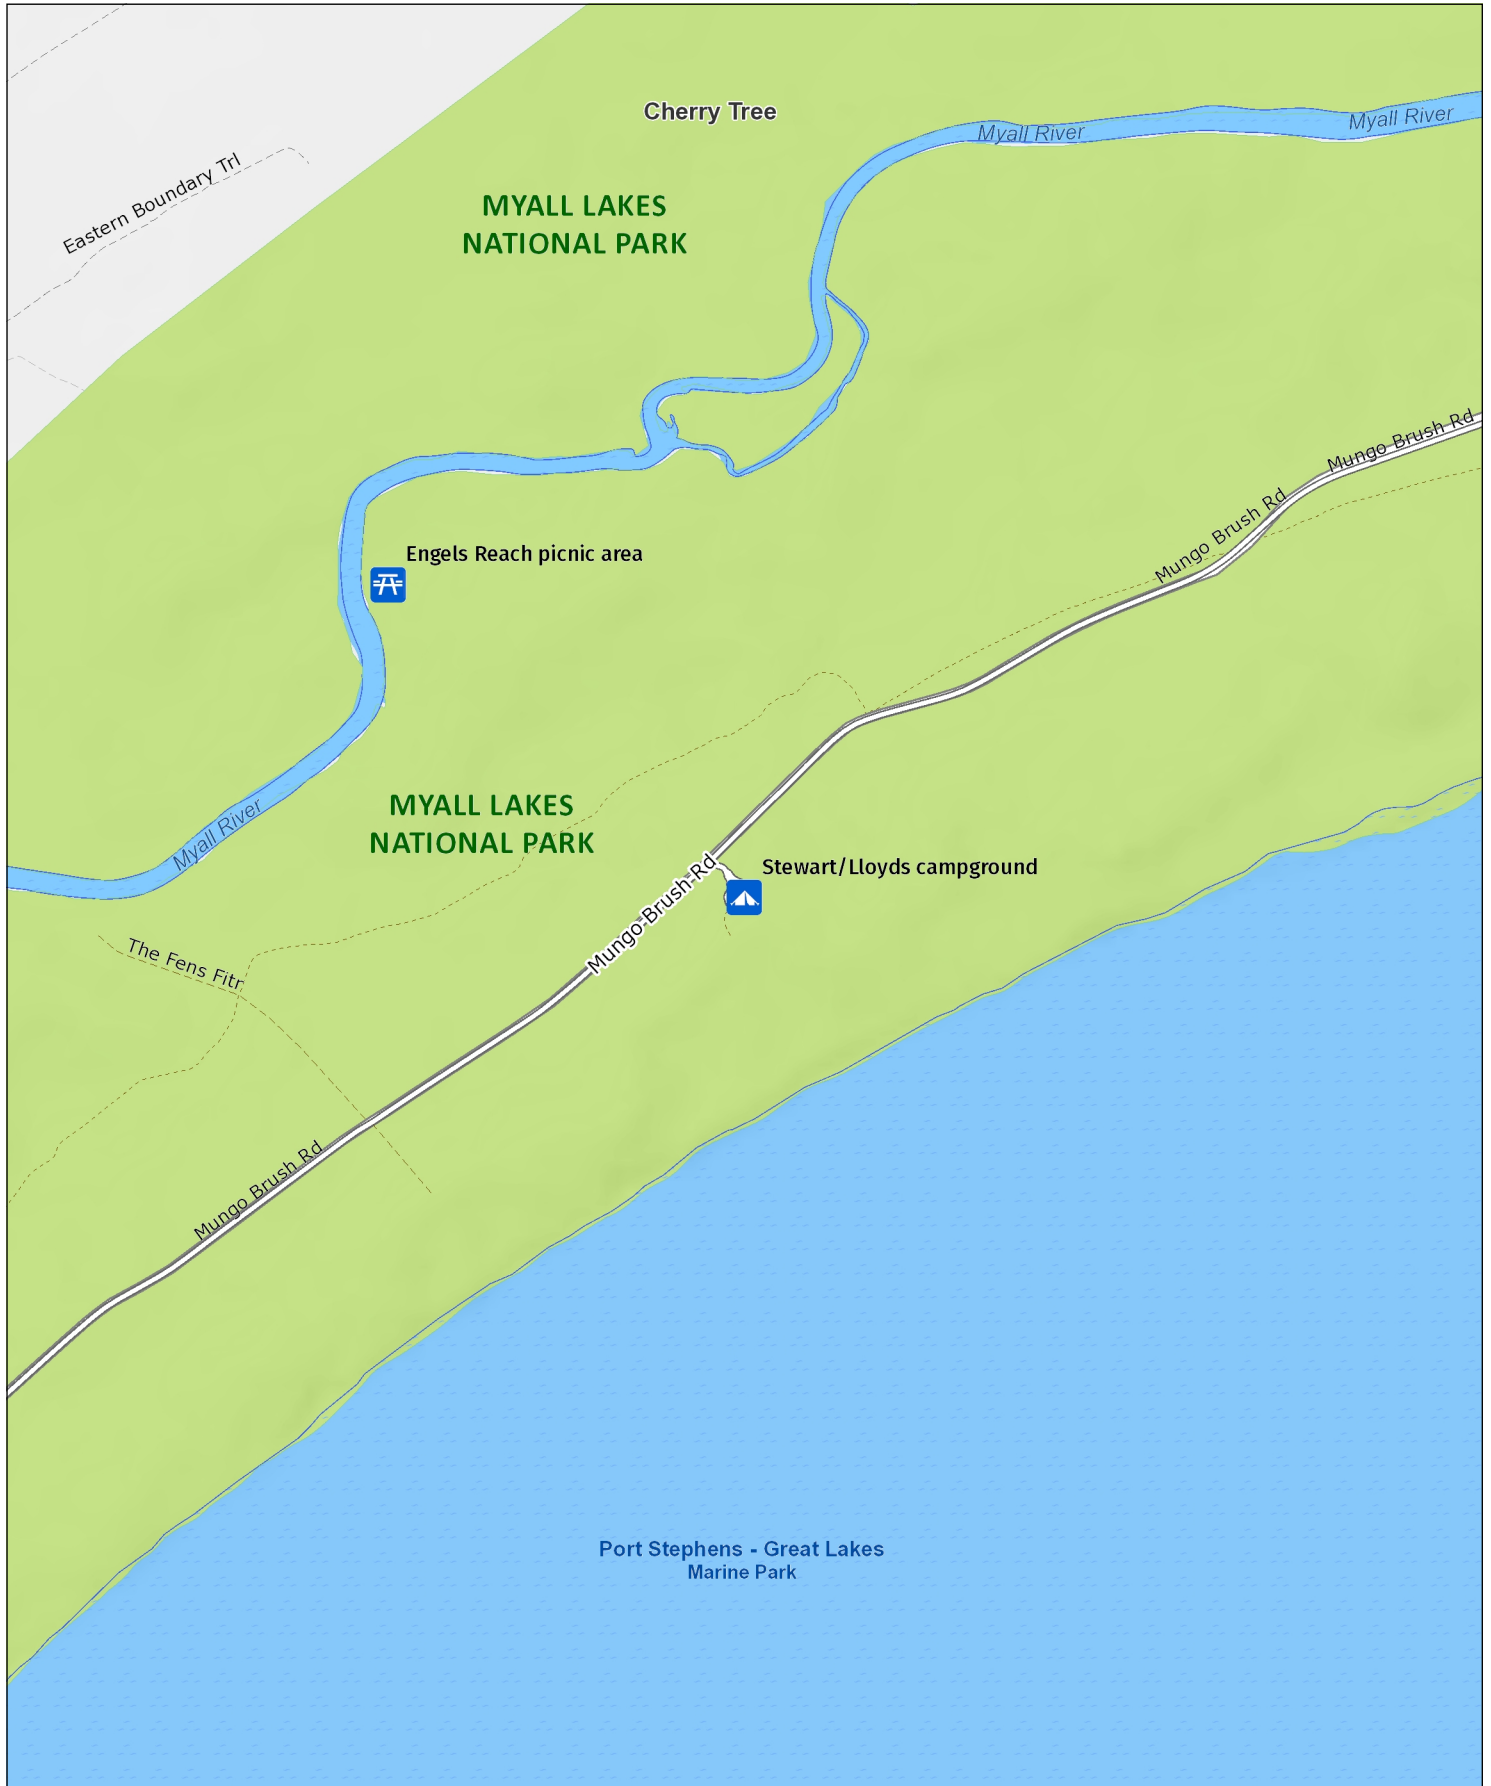 Cherry Tree
Myall River
Myall River
Eastern Boundary Trl
MYALL LAKES
NATIONAL PARK
Mungo Brush Rd
Mungo Brush Rd
Engels Reach picnic area
MYALL LAKES
NATIONAL PARK
Myall River
Stewart/Lloyds campground
Mungo Brush Rd
The Fens Fitr
Mungo Brush Rd
Port Stephens - Great Lakes
Marine Park